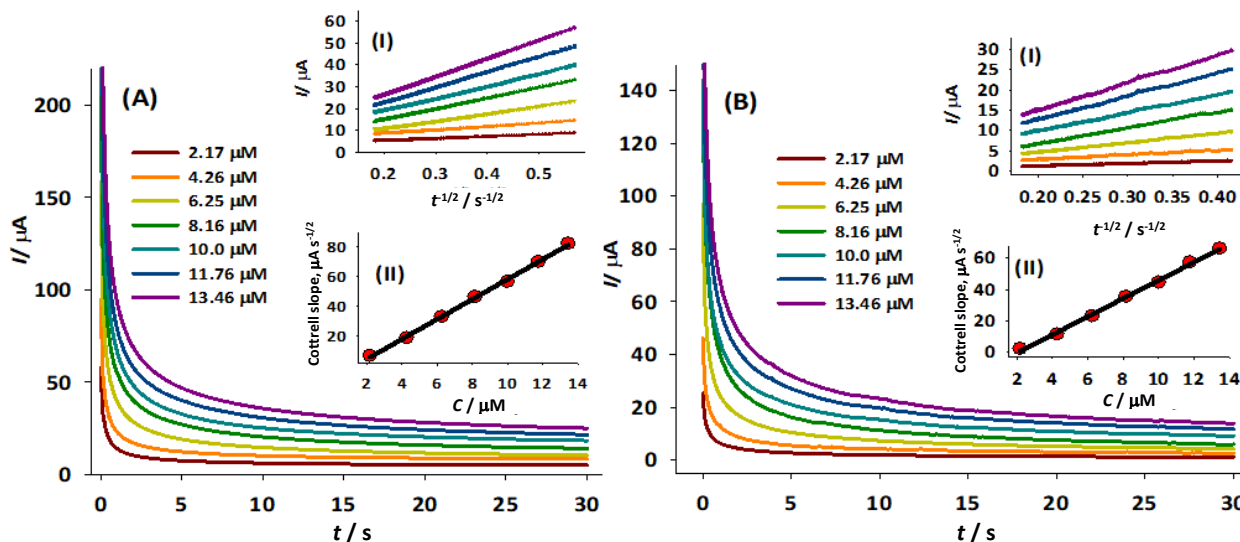 (A)
I/ µA
200
150
100
50
0
0
5
10
15
20
25
30
t / s
2.17 µM
4.26 µM
6.25 µM
8.16 µM
10.0 µM
11.76 µM
13.46 µM
(I)
I/ µA
60
50
40
30
20
10
0
0.2
0.3
0.4
0.5
t⁻¹/² / s⁻¹/²
(II)
Cottrell slope, µA s⁻¹/²
80
60
40
20
2
4
6
8
10
12
14
C / µM
(B)
I/ µA
140
120
100
80
60
40
20
0
0
5
10
15
20
25
30
t / s
2.17 µM
4.26 µM
6.25 µM
8.16 µM
10.0 µM
11.76 µM
13.46 µM
(I)
I/ µA
30
25
20
15
10
5
0
0.20
0.25
0.30
0.35
0.40
t⁻¹/² / s⁻¹/²
(II)
Cottrell slope, µA s⁻¹/²
60
40
20
0
2
4
6
8
10
12
14
C / µM